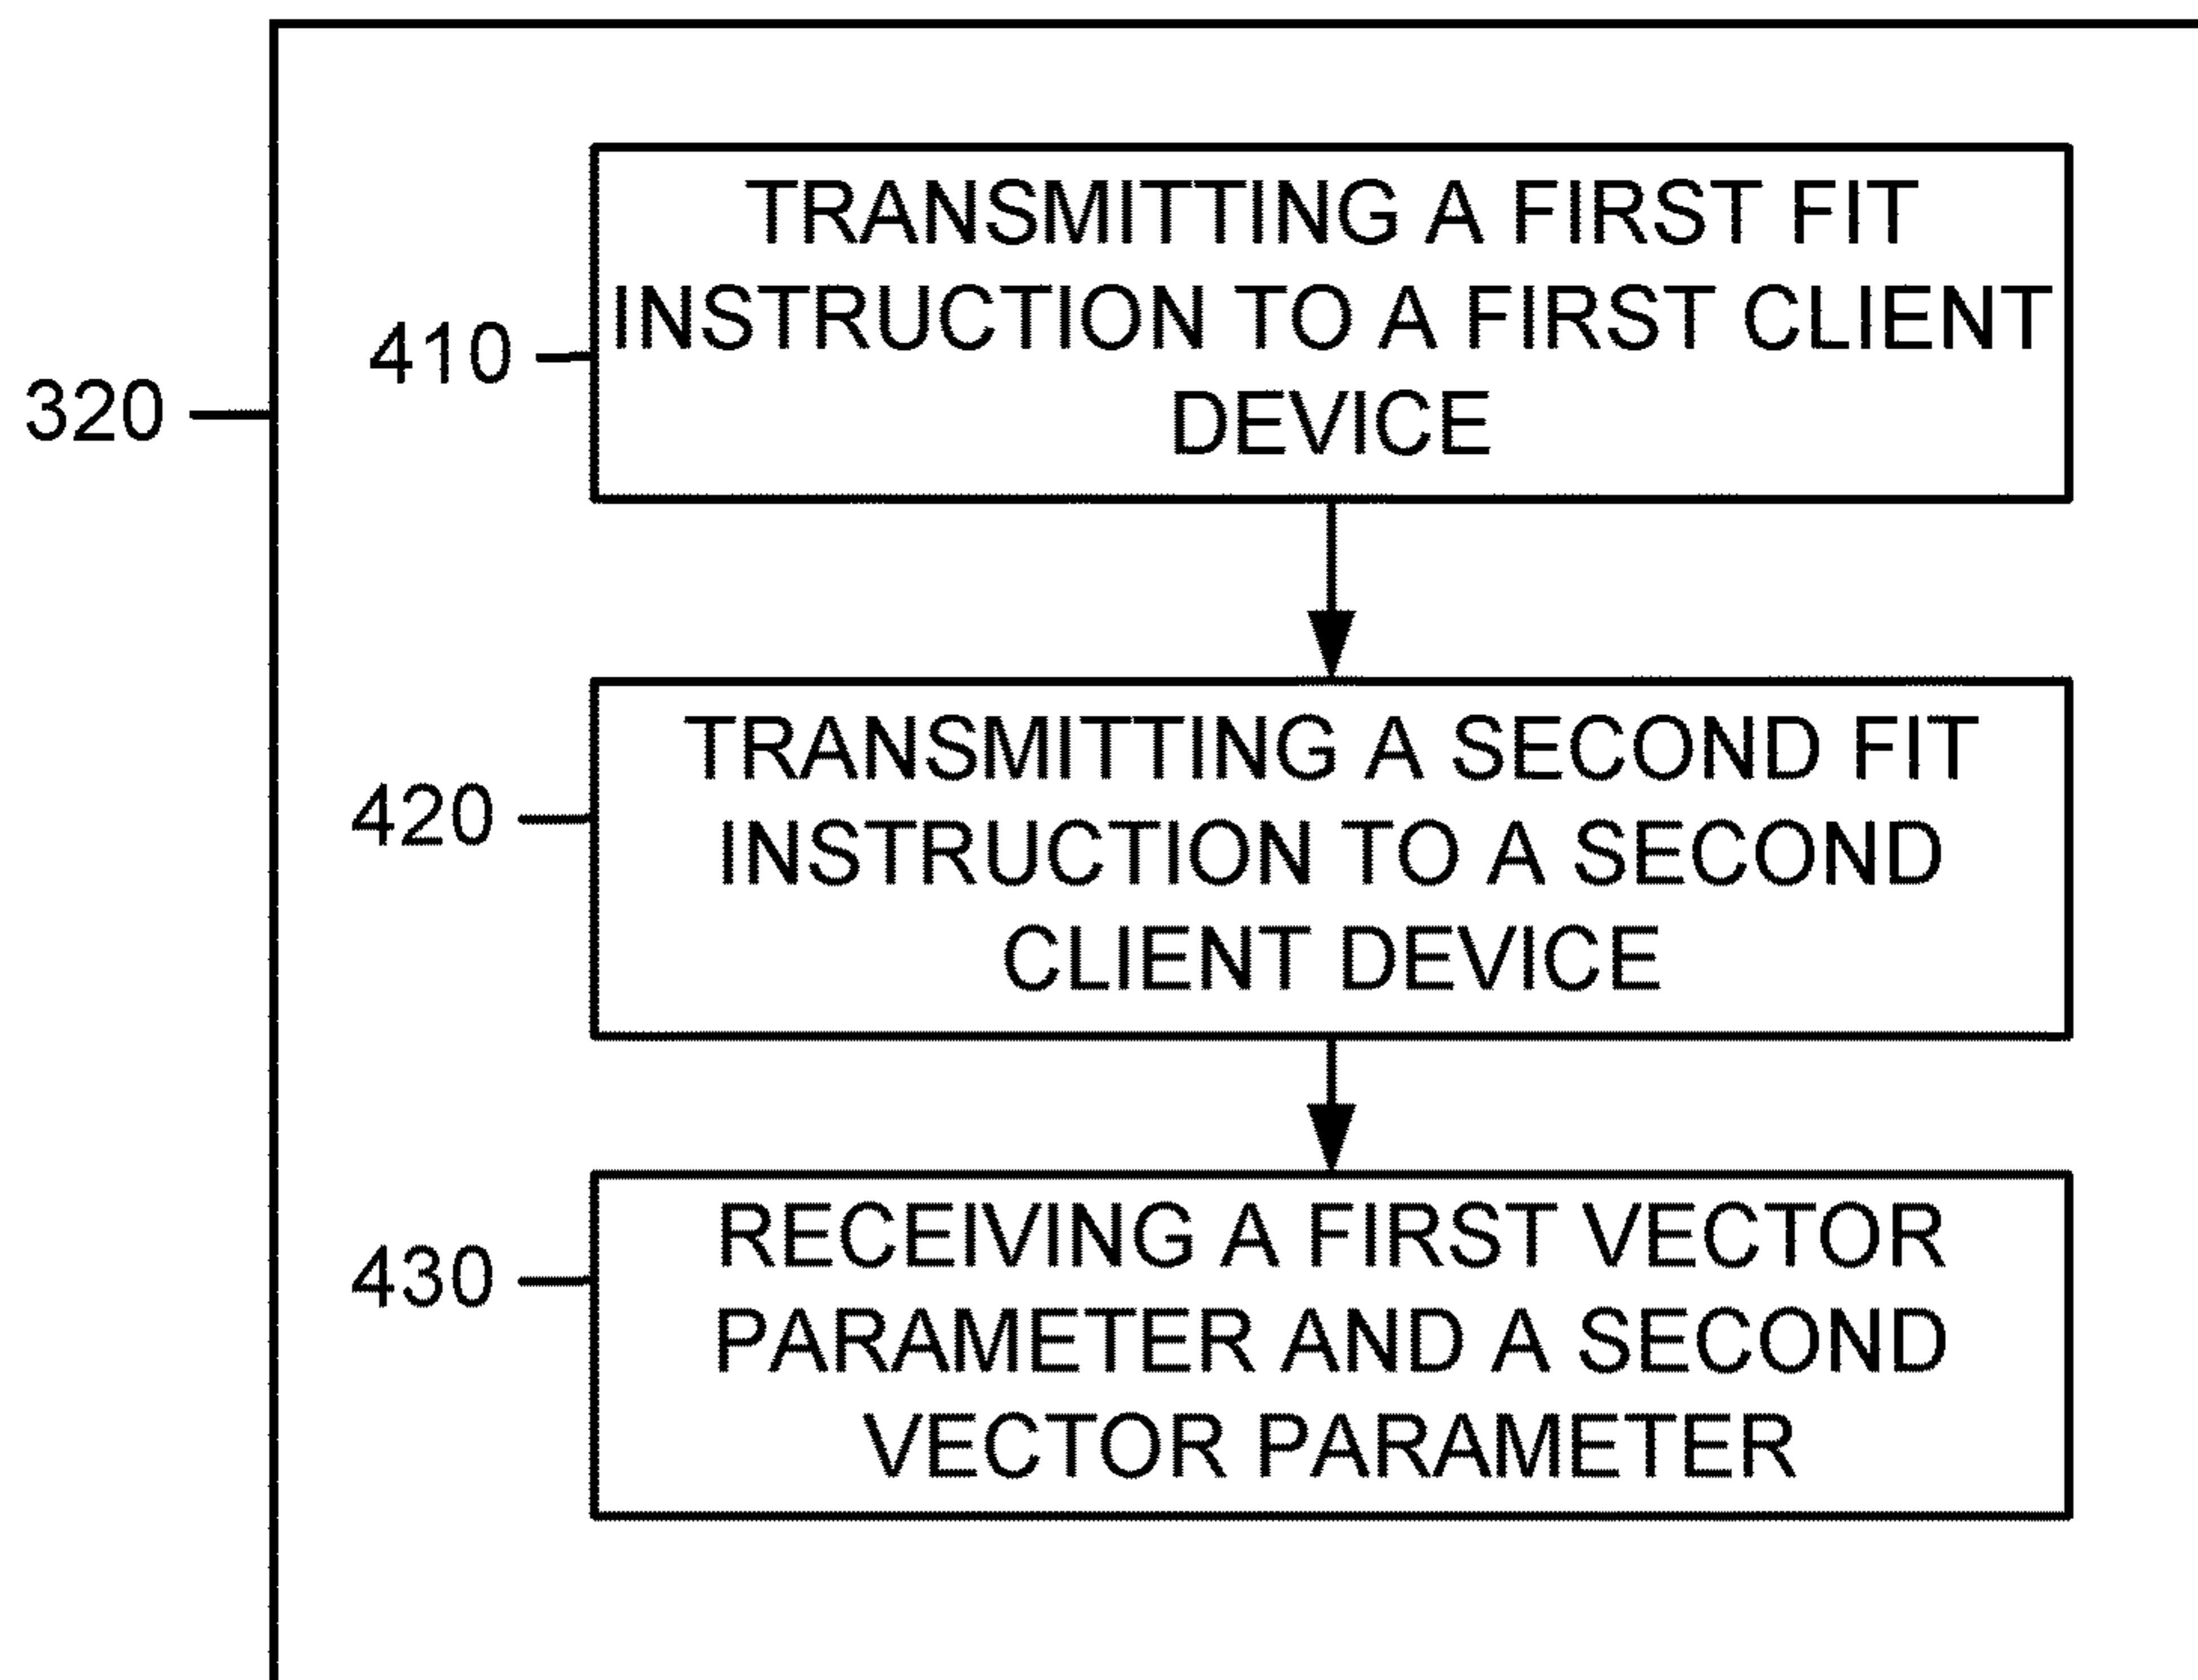 TRANSMITTING A FIRST FIT
INSTRUCTION TO A FIRST CLIENT
DEVICE
410
320
TRANSMITTING A SECOND FIT
INSTRUCTION TO A SECOND
CLIENT DEVICE
420
RECEIVING A FIRST VECTOR
PARAMETER AND A SECOND
VECTOR PARAMETER
430